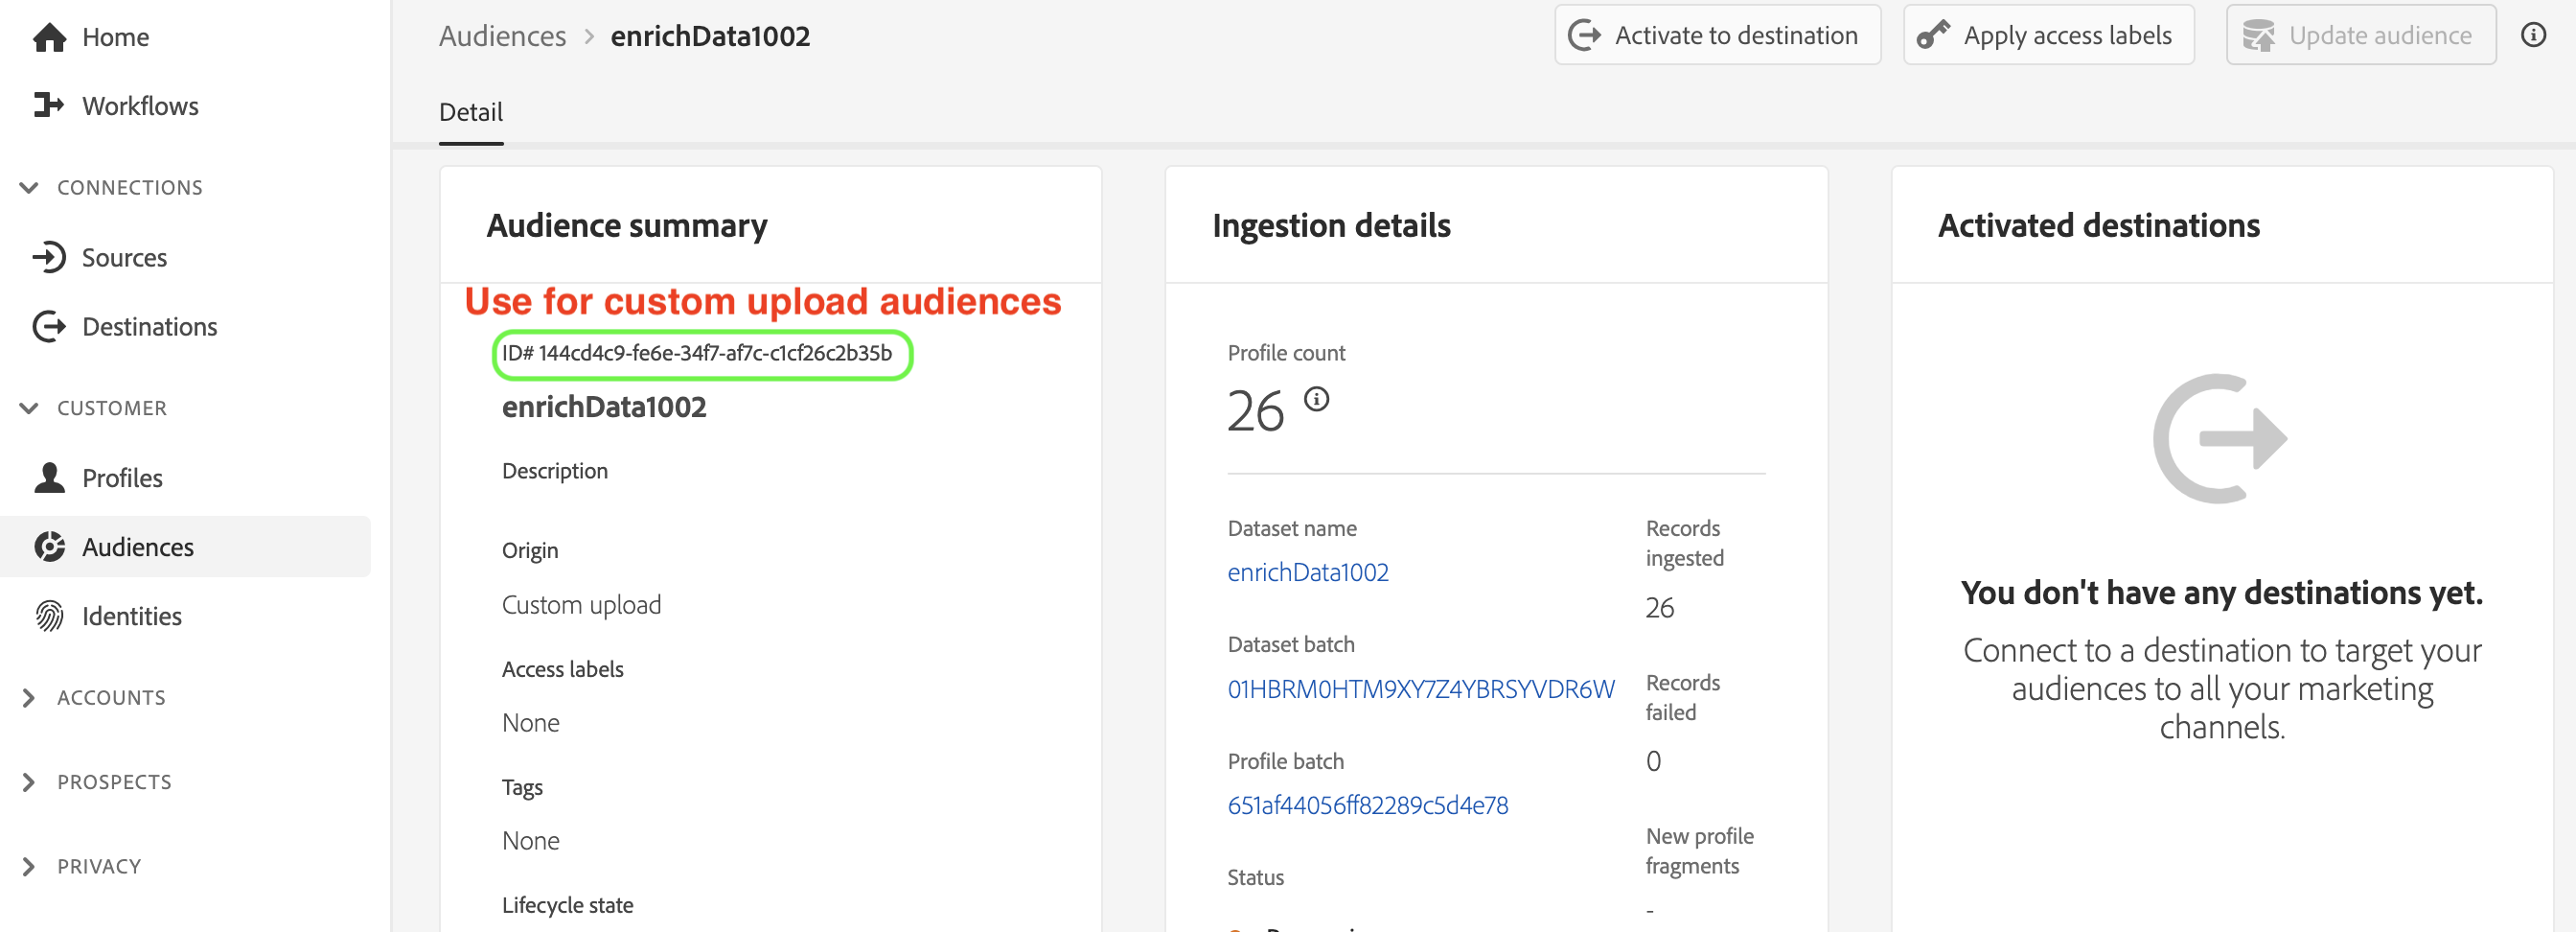 Home
Workflows
CONNECTIONS
Sources
Destinations
CUSTOMER
Profiles
Audiences
Identities
ACCOUNTS
PROSPECTS
PRIVACY
Audiences > enrichData1002
Activate to destination
Apply access labels
Update audience
Detail
Audience summary
Use for custom upload audiences
ID# 144cd4c9-fe6e-34f7-af7c-c1cf26c2b35b
enrichData1002
Description
Origin
Custom upload
Access labels
None
Tags
None
Lifecycle state
Ingestion details
Profile count
26
Dataset name
enrichData1002
Dataset batch
01HBRM0HTM9XY7Z4YBRSYVDR6W
Profile batch
651af44056ff82289c5d4e78
Status
Records
ingested
26
Records
failed
0
New profile
fragments
-
Activated destinations
You don't have any destinations yet.
Connect to a destination to target your
audiences to all your marketing
channels.